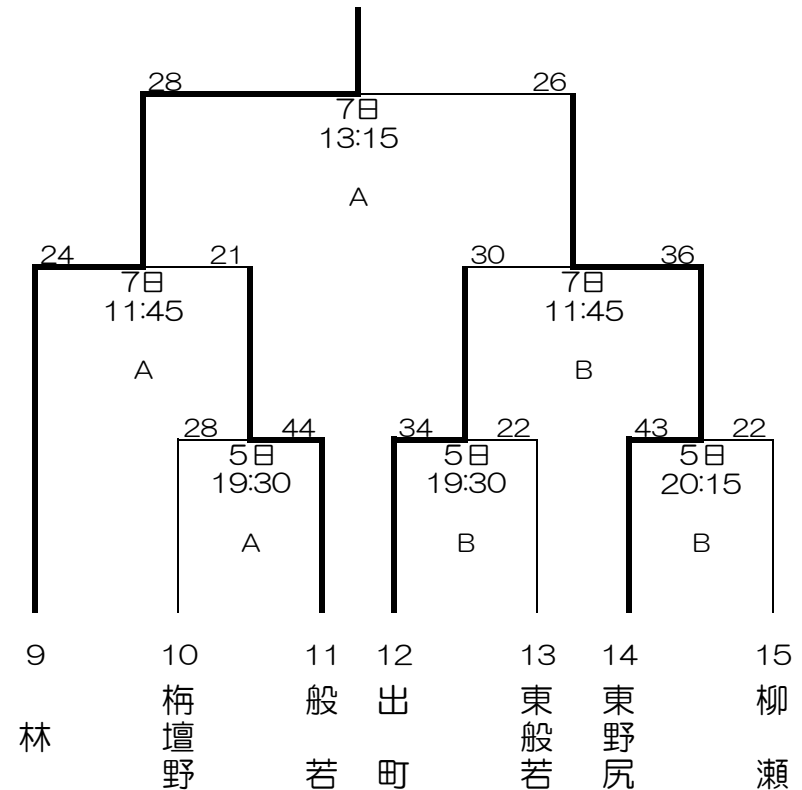 28 26
7日
13:15
A
24 21 30 36
7日 7日
11:45 11:45
A B
28 44 34 22 43 22
5日 5日 5日
19:30 19:30 20:15
A B B
9 10 11 12 13 14 15
林 栴壇野 般若 出町 東般若 東野尻 柳瀬